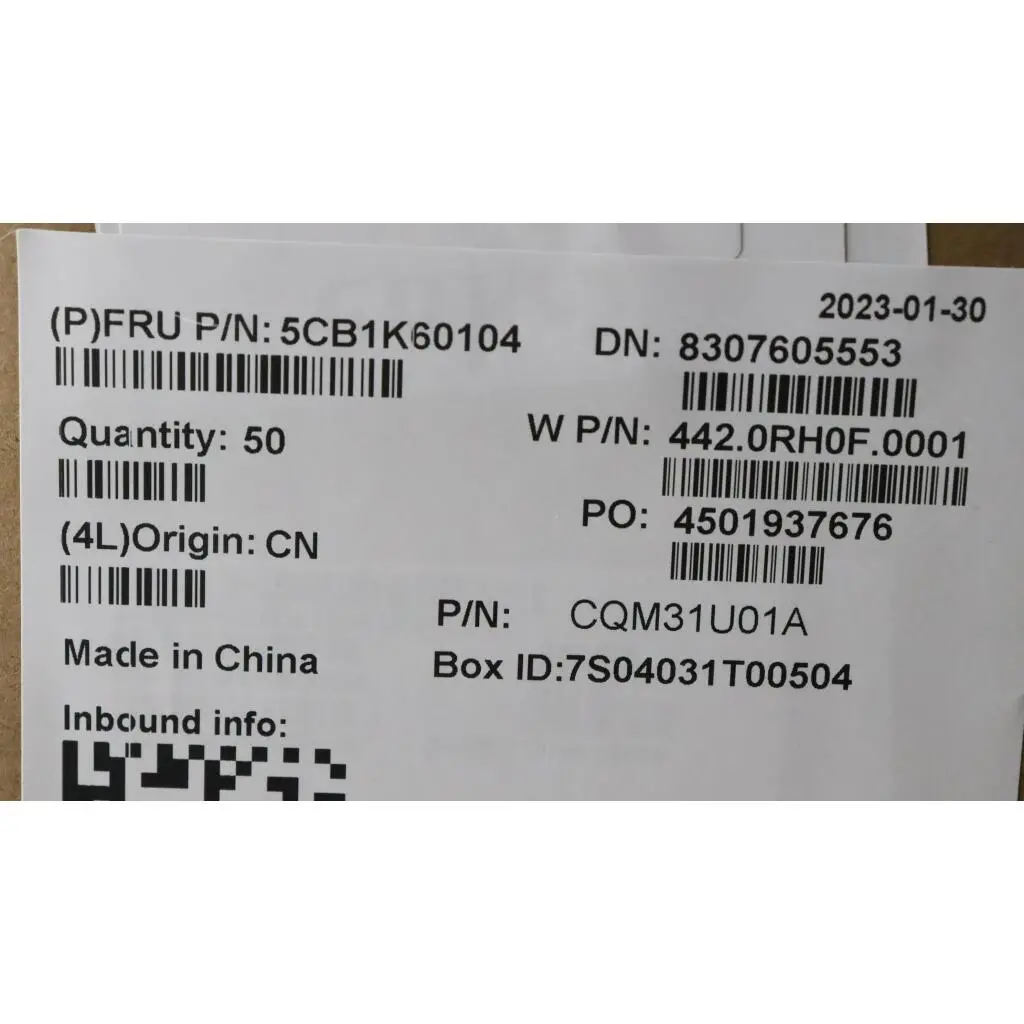 2023-01-30
(P)FRU P/N: 5CB1K60104
DN: 8307605553
Quantity: 50
W P/N: 442.0RH0F.0001
(4L)Origin: CN
PO: 4501937676
P/N: CQM31U01A
Made in China
Box ID:7S04031T00504
Inbound info: